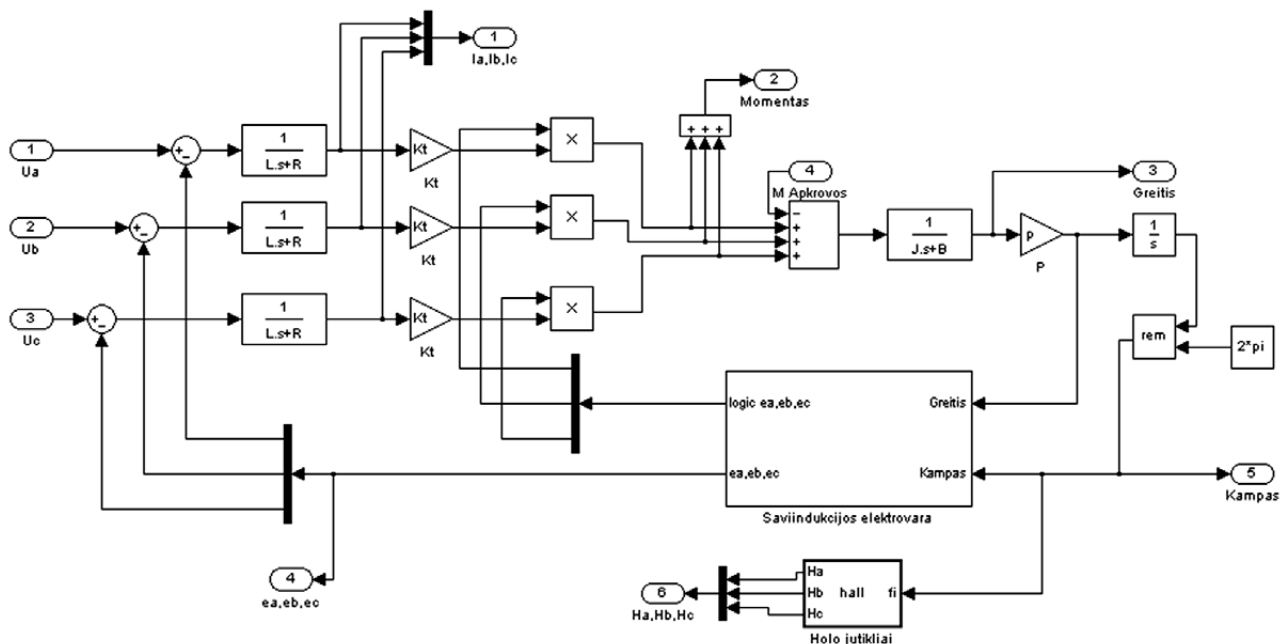 1
Ia,Ib,Ic
2
Momentas
1
Ua
+
-
1
L.s+R
Kt
Kt
×
+ + +
4
M Apkrovos
3
Greitis
2
Ub
+
-
1
L.s+R
Kt
Kt
×
-
+
+
+
1
J.s+B
P
P
1
s
3
Uc
+
-
1
L.s+R
Kt
Kt
×
rem
2*pi
logic ea,eb,ec
Greitis
ea,eb,ec
Kampas
5
Kampas
Saviindukcijos elektrovara
4
ea,eb,ec
6
Ha,Hb,Hc
Ha
Hb
Hc
hall
fi
Holo jutikliai